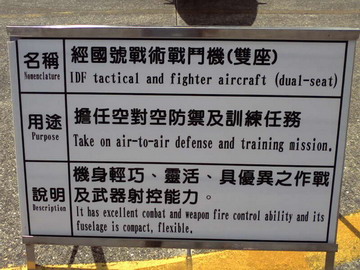 名稱
Nomenclature
經國號戰術戰鬥機(雙座)
IDF tactical and fighter aircraft (dual-seat)
用途
Purpose
擔任空對空防禦及訓練任務
Take on air-to-air defense and training mission.
說明
Description
機身輕巧、靈活、具優異之作戰
及武器射控能力。
It has excellent combat and weapon fire control ability and its
fuselage is compact, flexible.